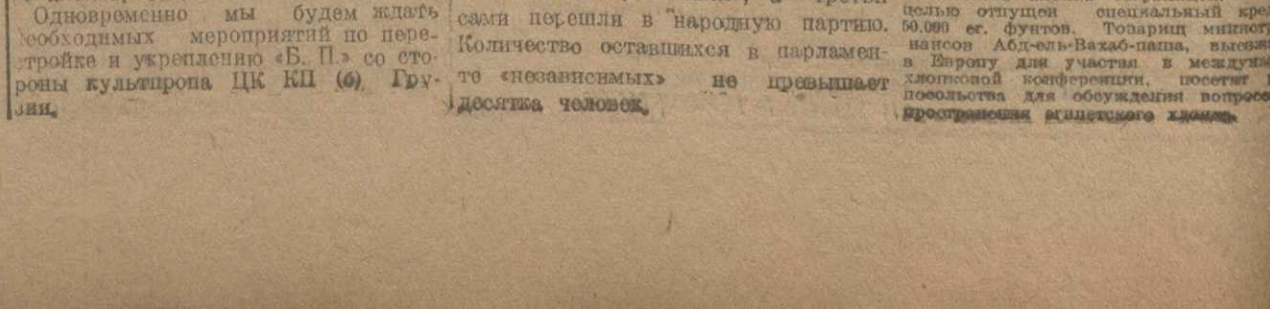 Одновременно мы будем ждать
необходимых мероприятий по пере-
стройке и укреплению «Б. П.» со сто-
роны культпропа ЦК КП (б) Гру-
зии.
сами перешли в народную партию.
Количество оставшихся в парламен-
те «независимых» не превышает
десятка человек.
целью отпущен специальный кре
50.000 ег. фунтов. Товарищ минист
нансов Абд-ель-Вахаб-паша, выезж
в Европу для участия в междуна
хлопковой конференции, посетит
посольства для обсуждения вопросо
пространения египетского хлопка.